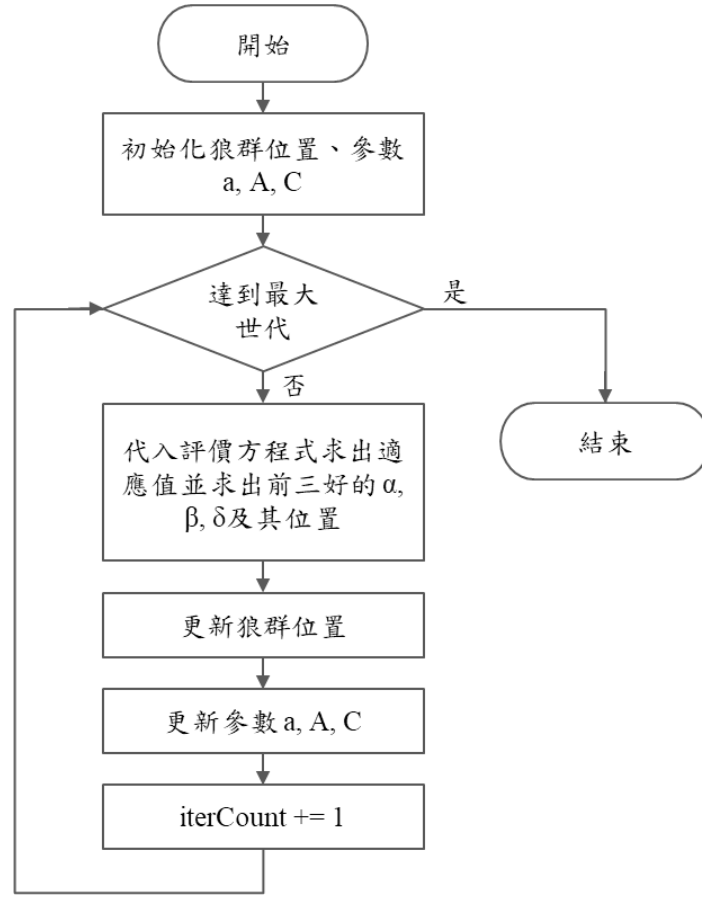 開始
初始化狼群位置、參數
a, A, C
達到最大
世代
是
否
代入評價方程式求出適
應值並求出前三好的 α,
β, δ及其位置
結束
更新狼群位置
更新參數 a, A, C
iterCount += 1